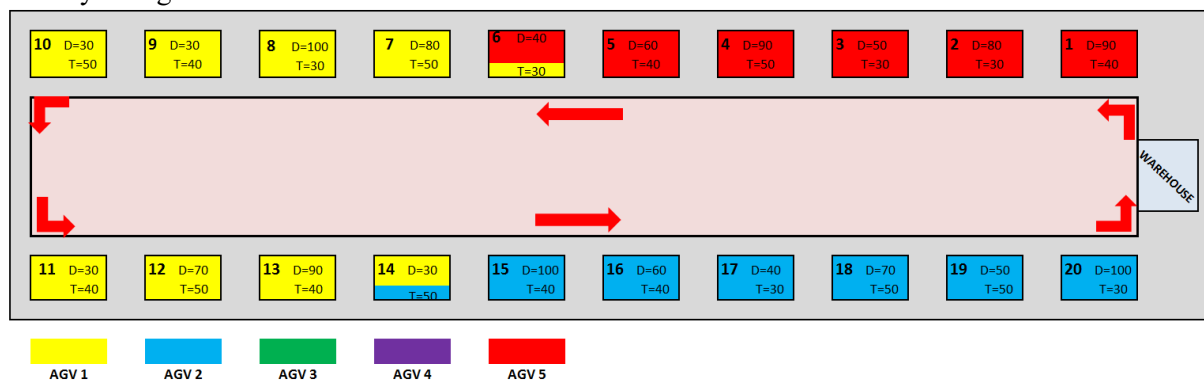 10 D=30
T=50
9 D=30
T=40
8 D=100
T=30
7 D=80
T=50
6 D=40
T=30
5 D=60
T=40
4 D=90
T=50
3 D=50
T=30
2 D=80
T=30
1 D=90
T=40
WAREHOUSE
11 D=30
T=40
12 D=70
T=50
13 D=90
T=40
14 D=30
T=50
15 D=100
T=40
16 D=60
T=40
17 D=40
T=30
18 D=70
T=50
19 D=50
T=50
20 D=100
T=30
AGV 1
AGV 2
AGV 3
AGV 4
AGV 5